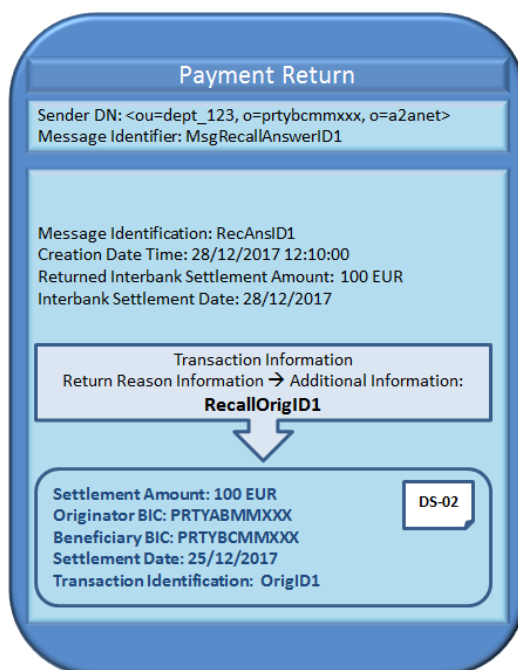 Payment Return
Sender DN: <ou=dept_123, o=prtybcmmxxx, o=a2anet>
Message Identifier: MsgRecallAnswerID1
Message Identification: RecAnsID1
Creation Date Time: 28/12/2017 12:10:00
Returned Interbank Settlement Amount: 100 EUR
Interbank Settlement Date: 28/12/2017
Transaction Information
Return Reason Information → Additional Information:
RecallOrigID1
Settlement Amount: 100 EUR
Originator BIC: PRTYABMMXXX
Beneficiary BIC: PRTYBCMMXXX
Settlement Date: 25/12/2017
Transaction Identification: OrigID1
DS-02